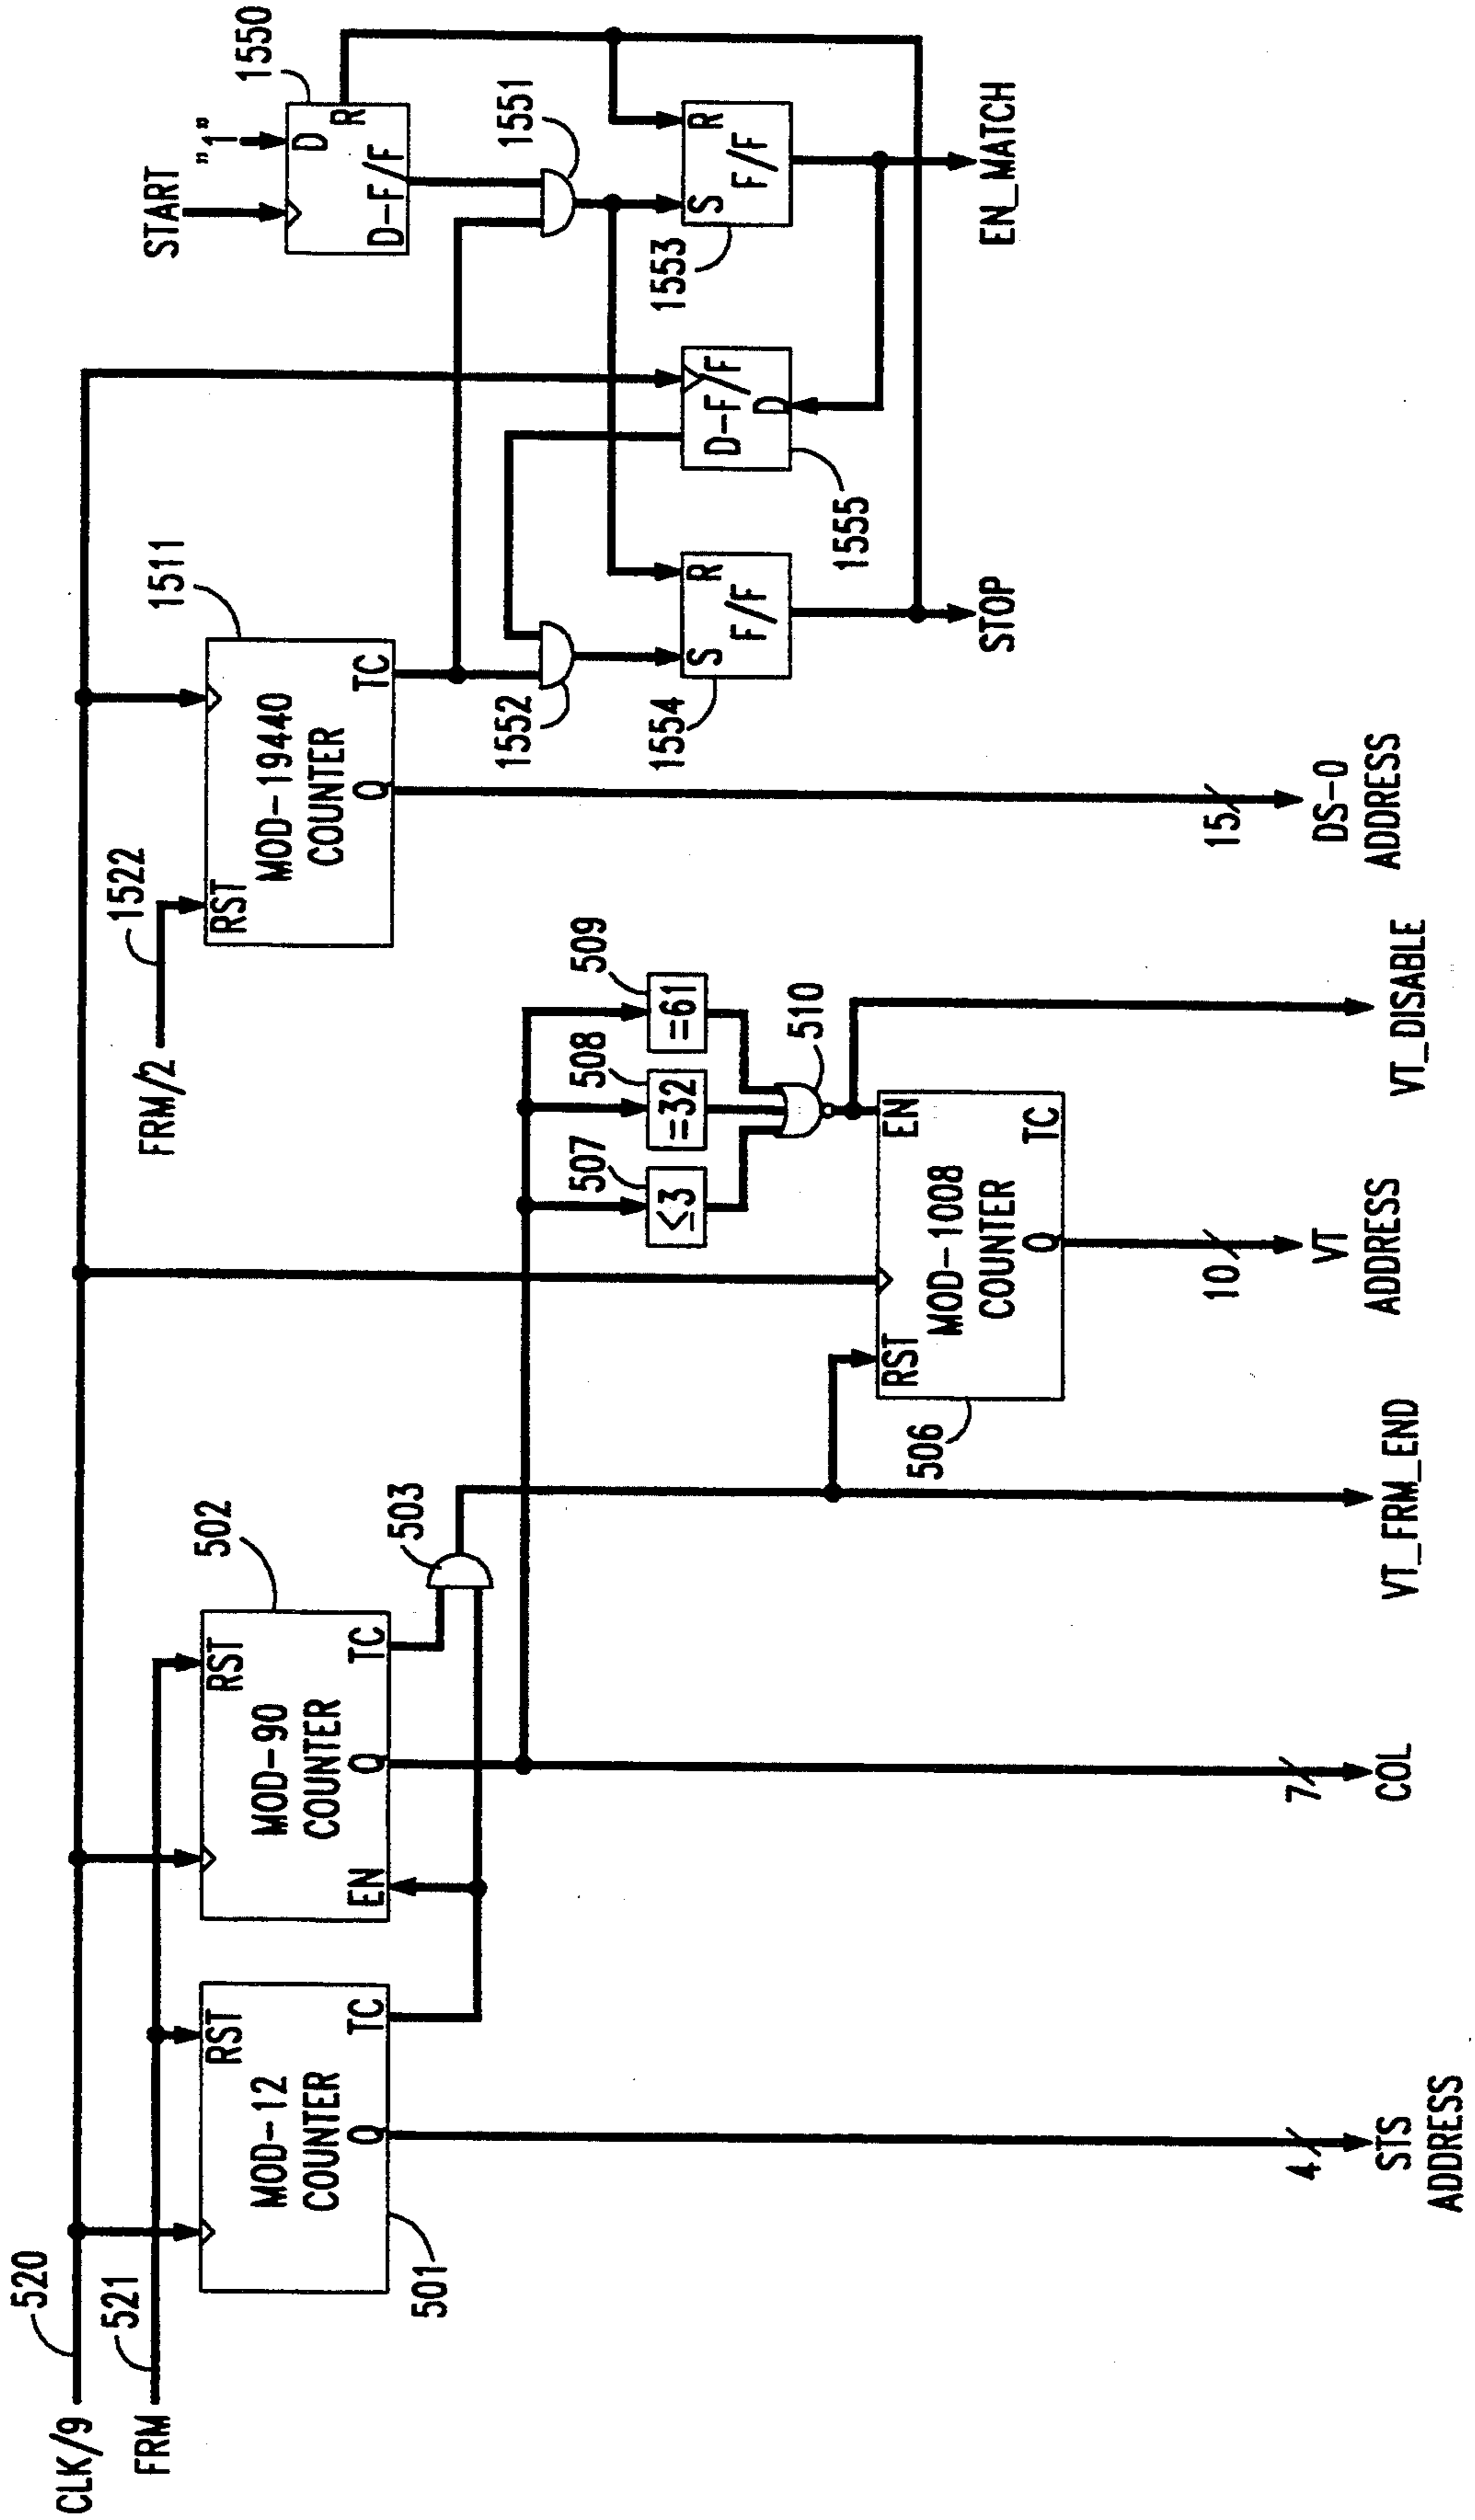 CLK/9
520
FRM
521
MOD-12
COUNTER
RST
Q
TC
501
MOD-90
COUNTER
RST
EN
Q
TC
502
503
FRM/2
1522
RST
MOD-19440
COUNTER
Q
TC
1511
START
"1"
1550
D
R
D-F/F
1551
1552
S
R
F/F
1553
S
R
F/F
1554
D-F/F
D
1555
≤3
507
=32
508
=61
509
510
RST
MOD-1008
COUNTER
EN
Q
TC
506
4
STS
ADDRESS
7
COL
VT_FRM_END
10
VT
ADDRESS
VT_DISABLE
15
DS-0
ADDRESS
STOP
EN_MATCH